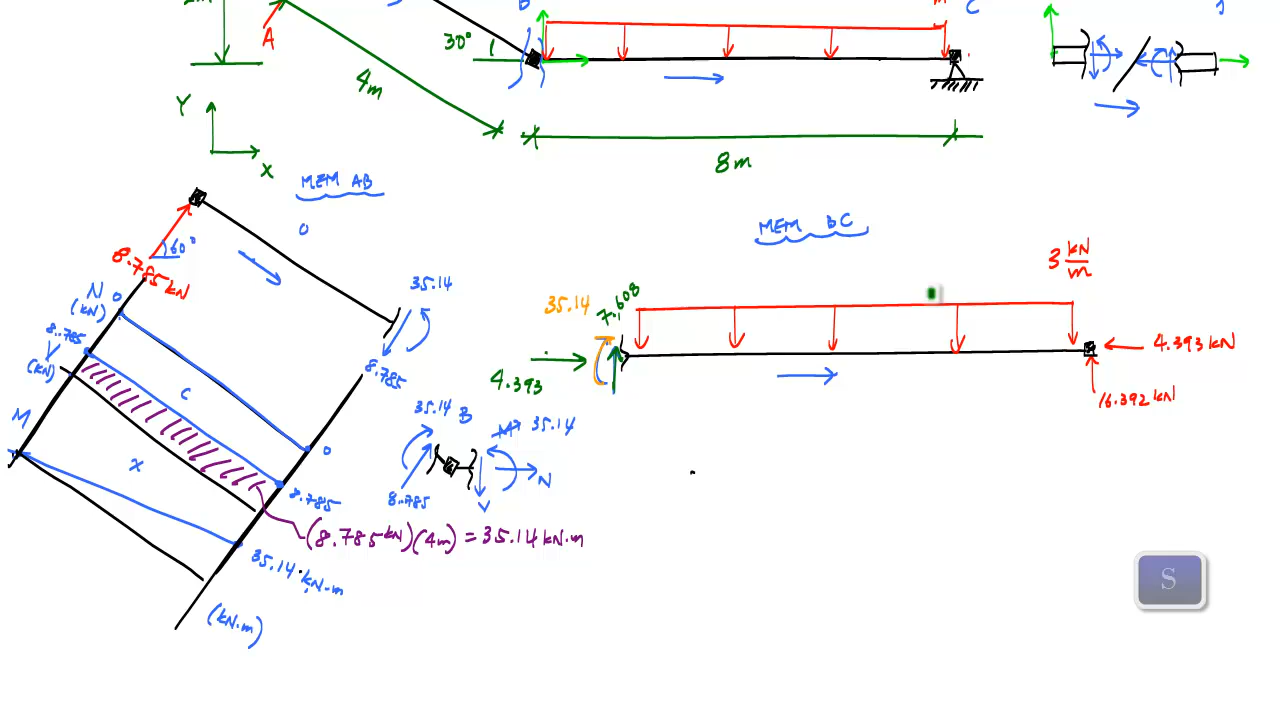 A
30°
C
4m
Y
X
8m
MEM AB
MEM BC
60°
0
8.785 kN
3 kN/m
N
(kN)
0
35.14
35.14
7.608
8.785
V
(kN)
8.785
4.393
4.393 kN
16.392 kN
M
C
35.14
B
M
35.14
X
0
8.785
8.785
V
N
(8.785 kN)(4m) = 35.14 kN·m
35.14 kN·m
(kN·m)
S